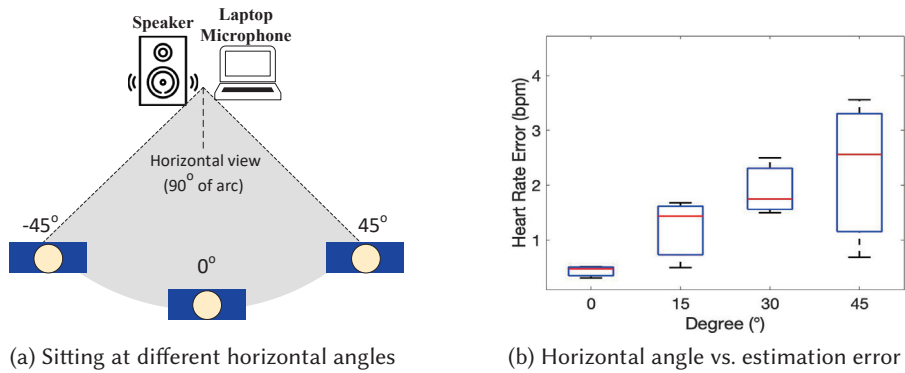 Speaker
Laptop
Microphone
Horizontal view
(90° of arc)
-45°
45°
0°
(a) Sitting at different horizontal angles
Heart Rate Error (bpm)
4
3
2
1
0 15 30 45
Degree (°)
(b) Horizontal angle vs. estimation error